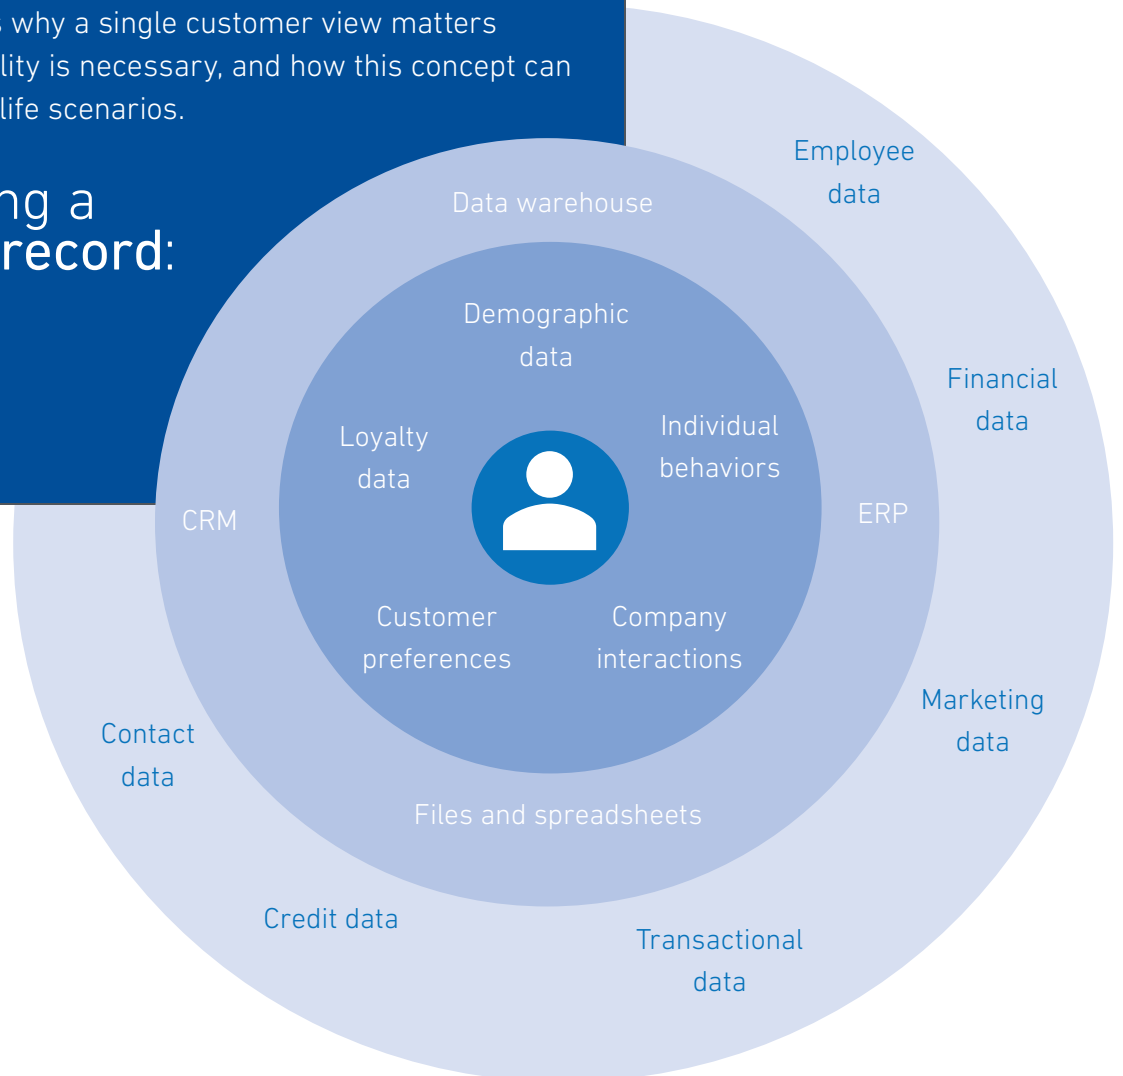 why a single customer view matters
is necessary, and how this concept can
life scenarios.
a
record:
Employee
data
Data warehouse
Demographic
data
Financial
data
Individual
behaviors
Loyalty
data
CRM
ERP
Customer
preferences
Company
interactions
Marketing
data
Contact
data
Files and spreadsheets
Credit data
Transactional
data